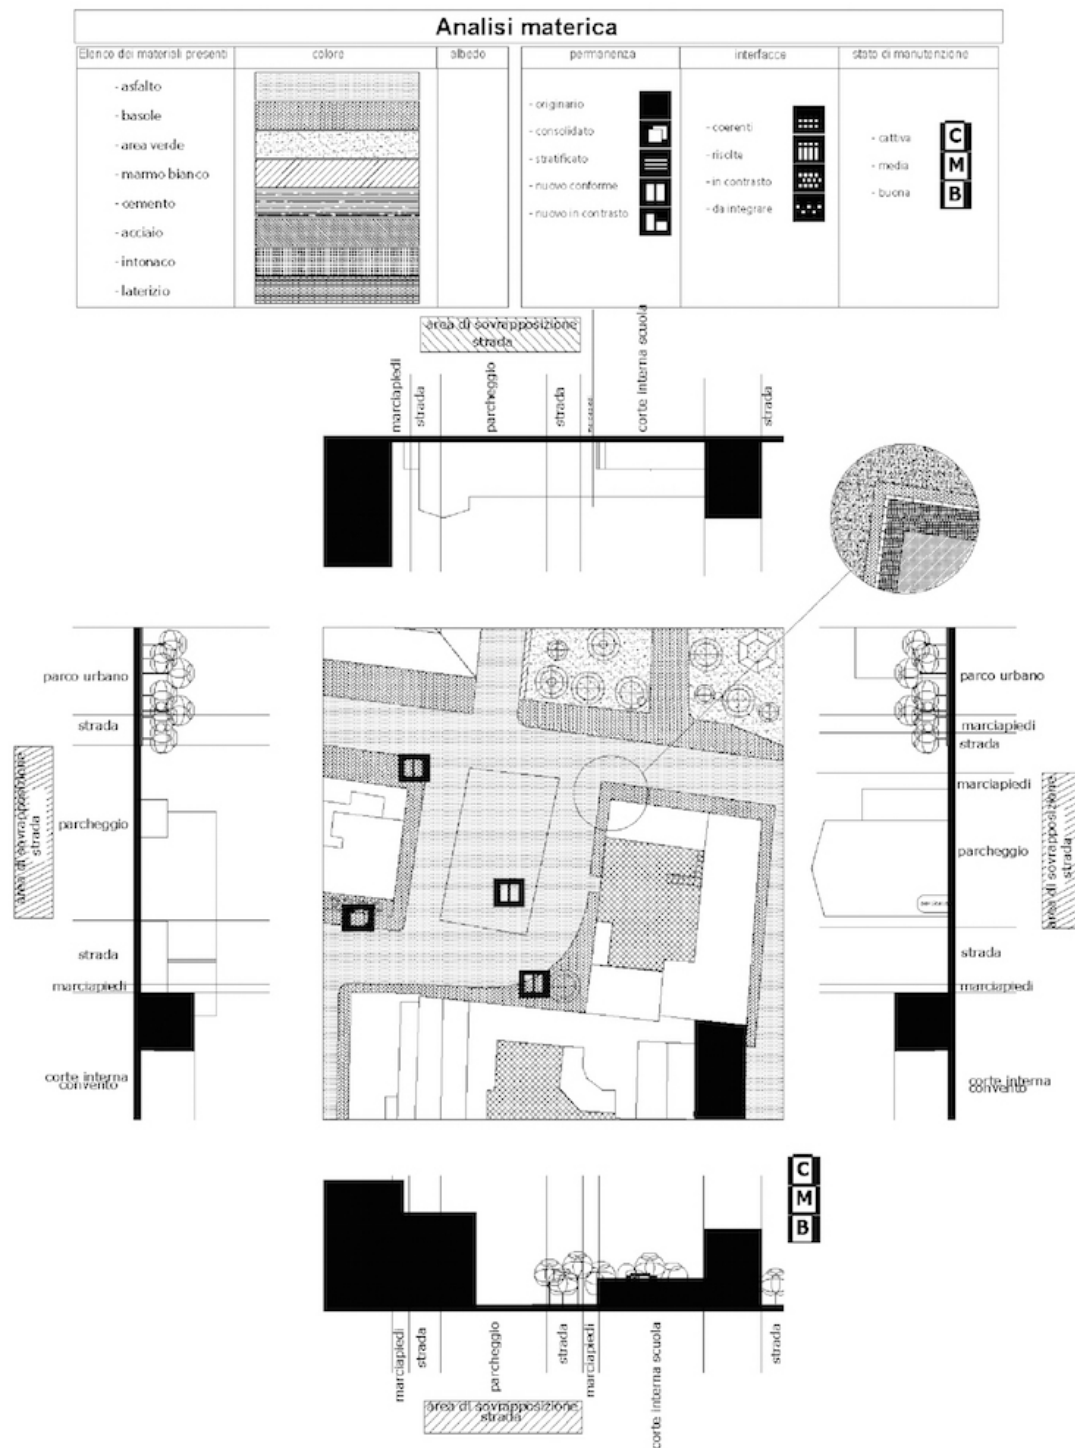 Analisi materica
Elenco dei materiali presenti
colore
albedo
permanenza
interfacce
stato di manutenzione
- asfalto
- basole
- area verde
- marmo bianco
- cemento
- acciaio
- intonaco
- laterizio
- originario
- consolidato
- stratificato
- nuovo conforme
- nuovo in contrasto
- coerenti
- risolte
- in contrasto
- da integrare
- cattiva
- media
- buona
C
M
B
area di sovrapposizione
strada
marciapiedi
strada
parcheggio
strada
corte interna scuola
strada
parco urbano
strada
area di sovrapposizione
strada
parcheggio
strada
marciapiedi
corte interna
convento
parco urbano
marciapiedi
strada
marciapiedi
area di sovrapposizione
strada
parcheggio
strada
marciapiedi
corte interna
convento
C
M
B
marciapiedi
strada
parcheggio
strada
marciapiedi
corte interna scuola
strada
area di sovrapposizione
strada